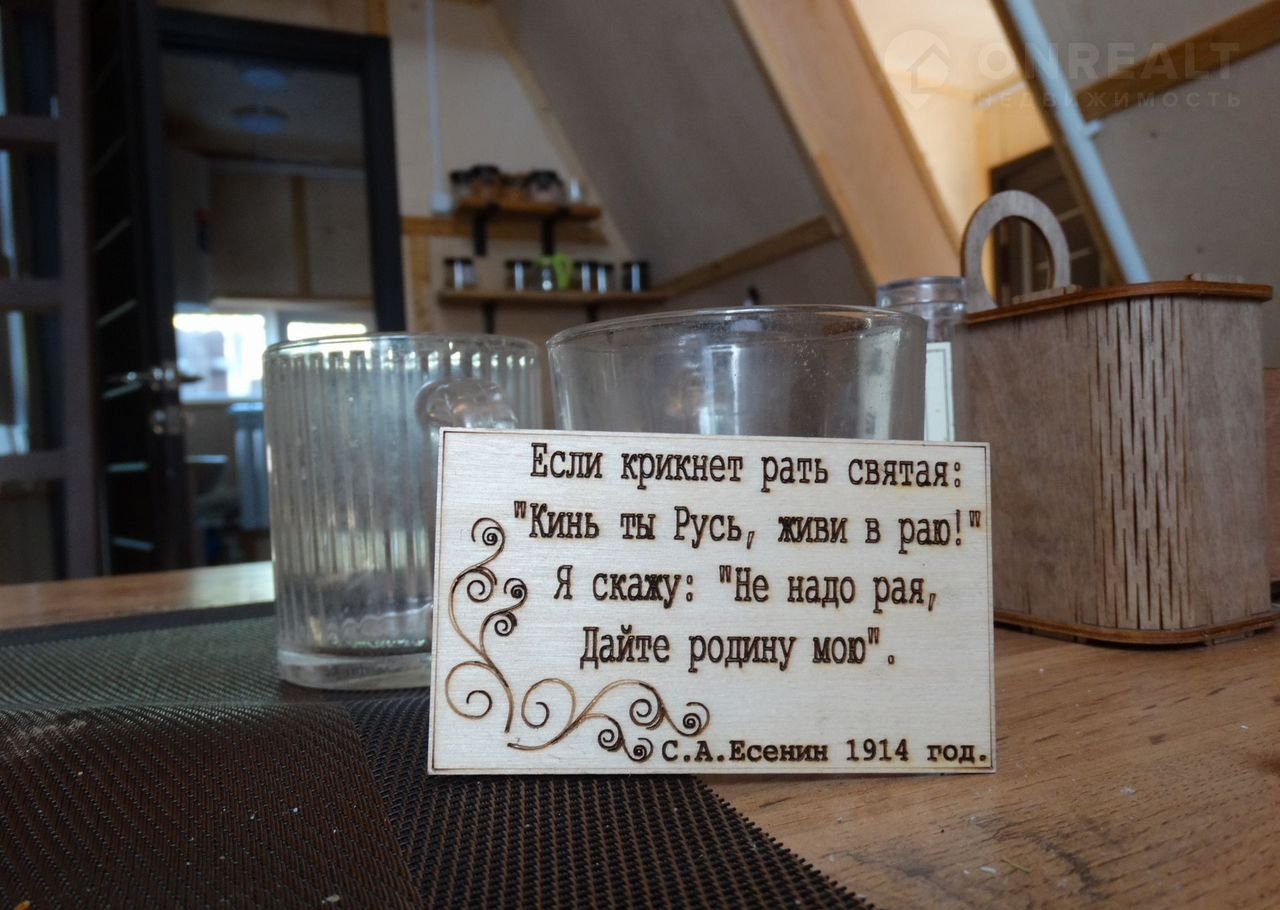 ONREALT
НЕДВИЖИМОСТЬ
Если крикнет рать святая:
"Кинь ты Русь, живи в раю!"
Я скажу: "Не надо рая,
Дайте родину мою".
С.А.Есенин 1914 год.